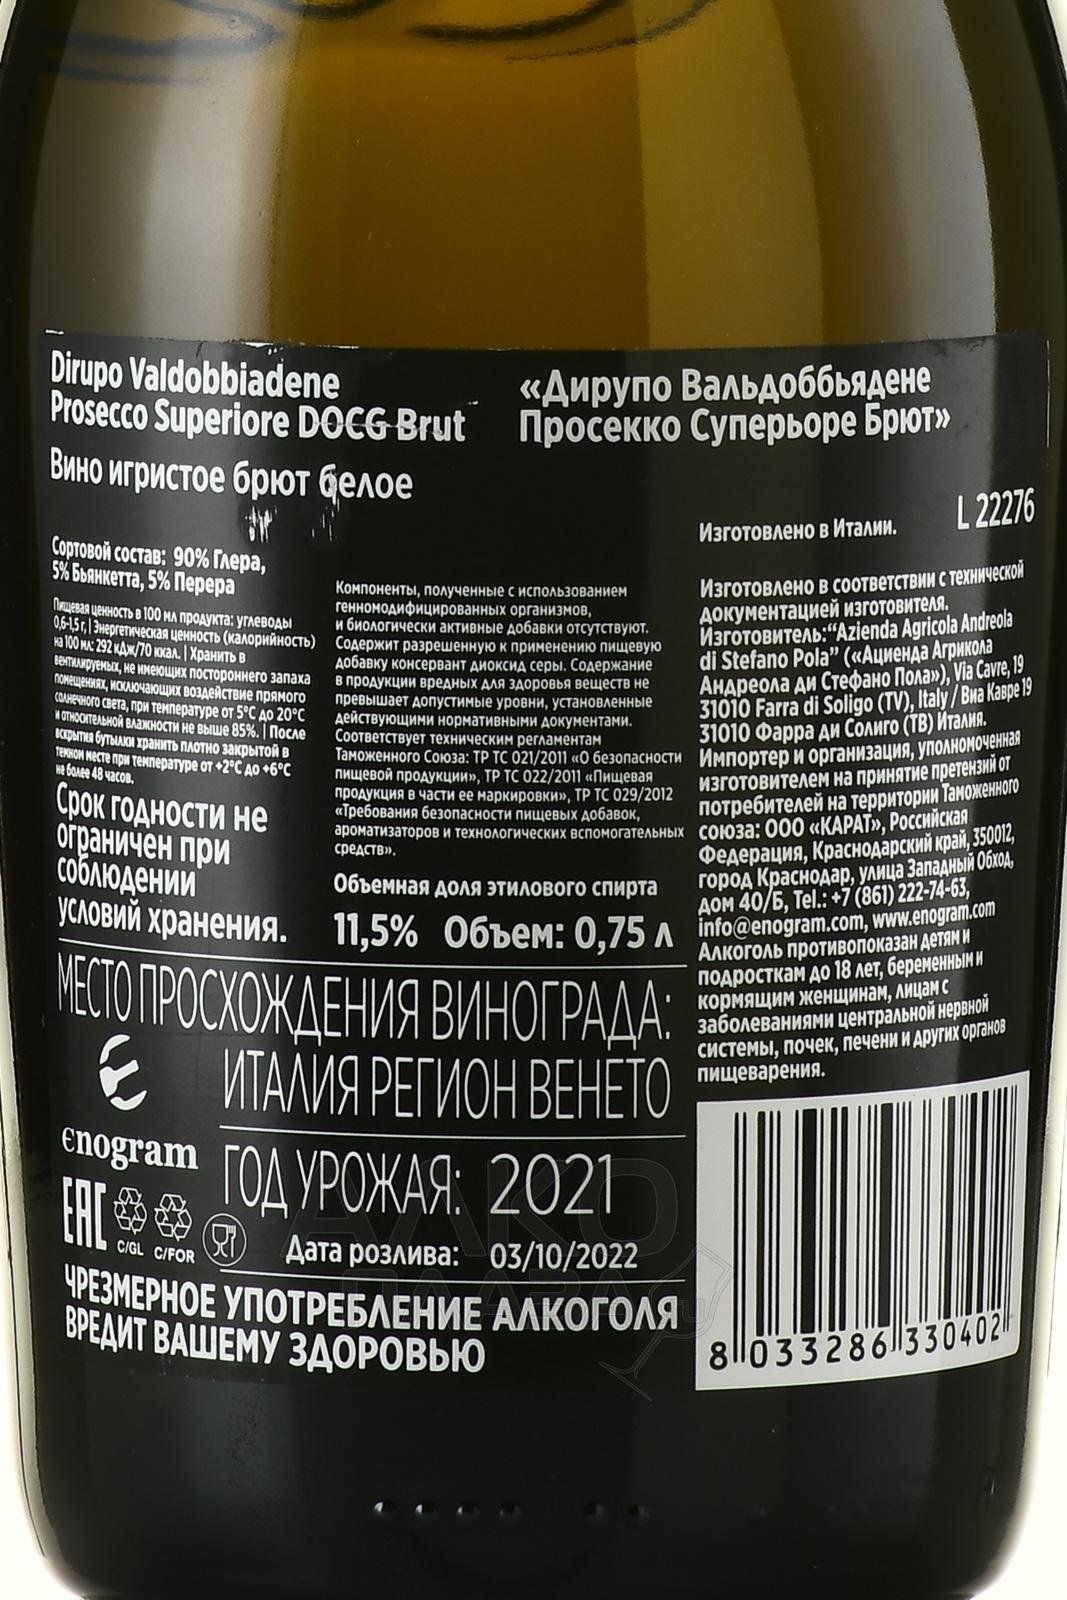 Dirupo Valdobbiadene
Prosecco Superiore DOCG Brut
Вино игристое брют белое
«Дирупо Вальдоббьядене
Просекко Суперьоре Брют»
L 22276
Сортовой состав: 90% Глера,
5% Бьянкетта, 5% Перера
Пищевая ценность в 100 мл продукта: углеводы
0,6-1,5 г, | Энергетическая ценность (калорийность)
на 100 мл: 292 кДж/70 ккал. | Хранить в
вентилируемых, не имеющих постороннего запаха
помещениях, исключающих воздействие прямого
солнечного света, при температуре от 5°С до 20°С
и относительной влажности не выше 85%. | После
вскрытия бутылки хранить плотно закрытой в
темном месте при температуре от +2°С до +6°С
не более 48 часов.
Срок годности не
ограничен при
соблюдении
условий хранения.
Компоненты, полученные с использованием
генномодифицированных организмов,
и биологически активные добавки отсутствуют.
Содержит разрешенную к применению пищевую
добавку консервант диоксид серы. Содержание
в продукции вредных для здоровья веществ не
превышает допустимые уровни, установленные
действующими нормативными документами.
Соответствует техническим регламентам
Таможенного Союза: ТР ТС 021/2011 «О безопасности
пищевой продукции», ТР ТС 022/2011 «Пищевая
продукция в части ее маркировки», ТР ТС 029/2012
«Требования безопасности пищевых добавок,
ароматизаторов и технологических вспомогательных
средств».
Объемная доля этилового спирта
11,5% Объем: 0,75 л
МЕСТО ПРОСХОЖДЕНИЯ ВИНОГРАДА:
ИТАЛИЯ РЕГИОН ВЕНЕТО
ГОД УРОЖАЯ: 2021
Дата розлива: 03/10/2022
enogram
EAC
C/GL
C/FOR
ЧРЕЗМЕРНОЕ УПОТРЕБЛЕНИЕ АЛКОГОЛЯ
ВРЕДИТ ВАШЕМУ ЗДОРОВЬЮ
Изготовлено в Италии.
Изготовлено в соответствии с технической
документацией изготовителя.
Изготовитель:“Azienda Agricola Andreola
di Stefano Pola” («Ациенда Агрикола
Андреола ди Стефано Пола»), Via Cavre, 19
31010 Farra di Soligo (TV), Italy / Виа Кавре 19
31010 Фарра ди Солиго (ТВ) Италия.
Импортер и организация, уполномоченная
изготовителем на принятие претензий от
потребителей на территории Таможенного
союза: ООО «КАРАТ», Российская
Федерация, Краснодарский край, 350012,
город Краснодар, улица Западный Обход,
дом 40/Б, Tel.: +7 (861) 222-74-63,
info@enogram.com, www.enogram.com
Алкоголь противопоказан детям и
подросткам до 18 лет, беременным и
кормящим женщинам, лицам с
заболеваниями центральной нервной
системы, почек, печени и других органов
пищеварения.
8 033286 330402
АЛКО
ПЛАЗА.ru